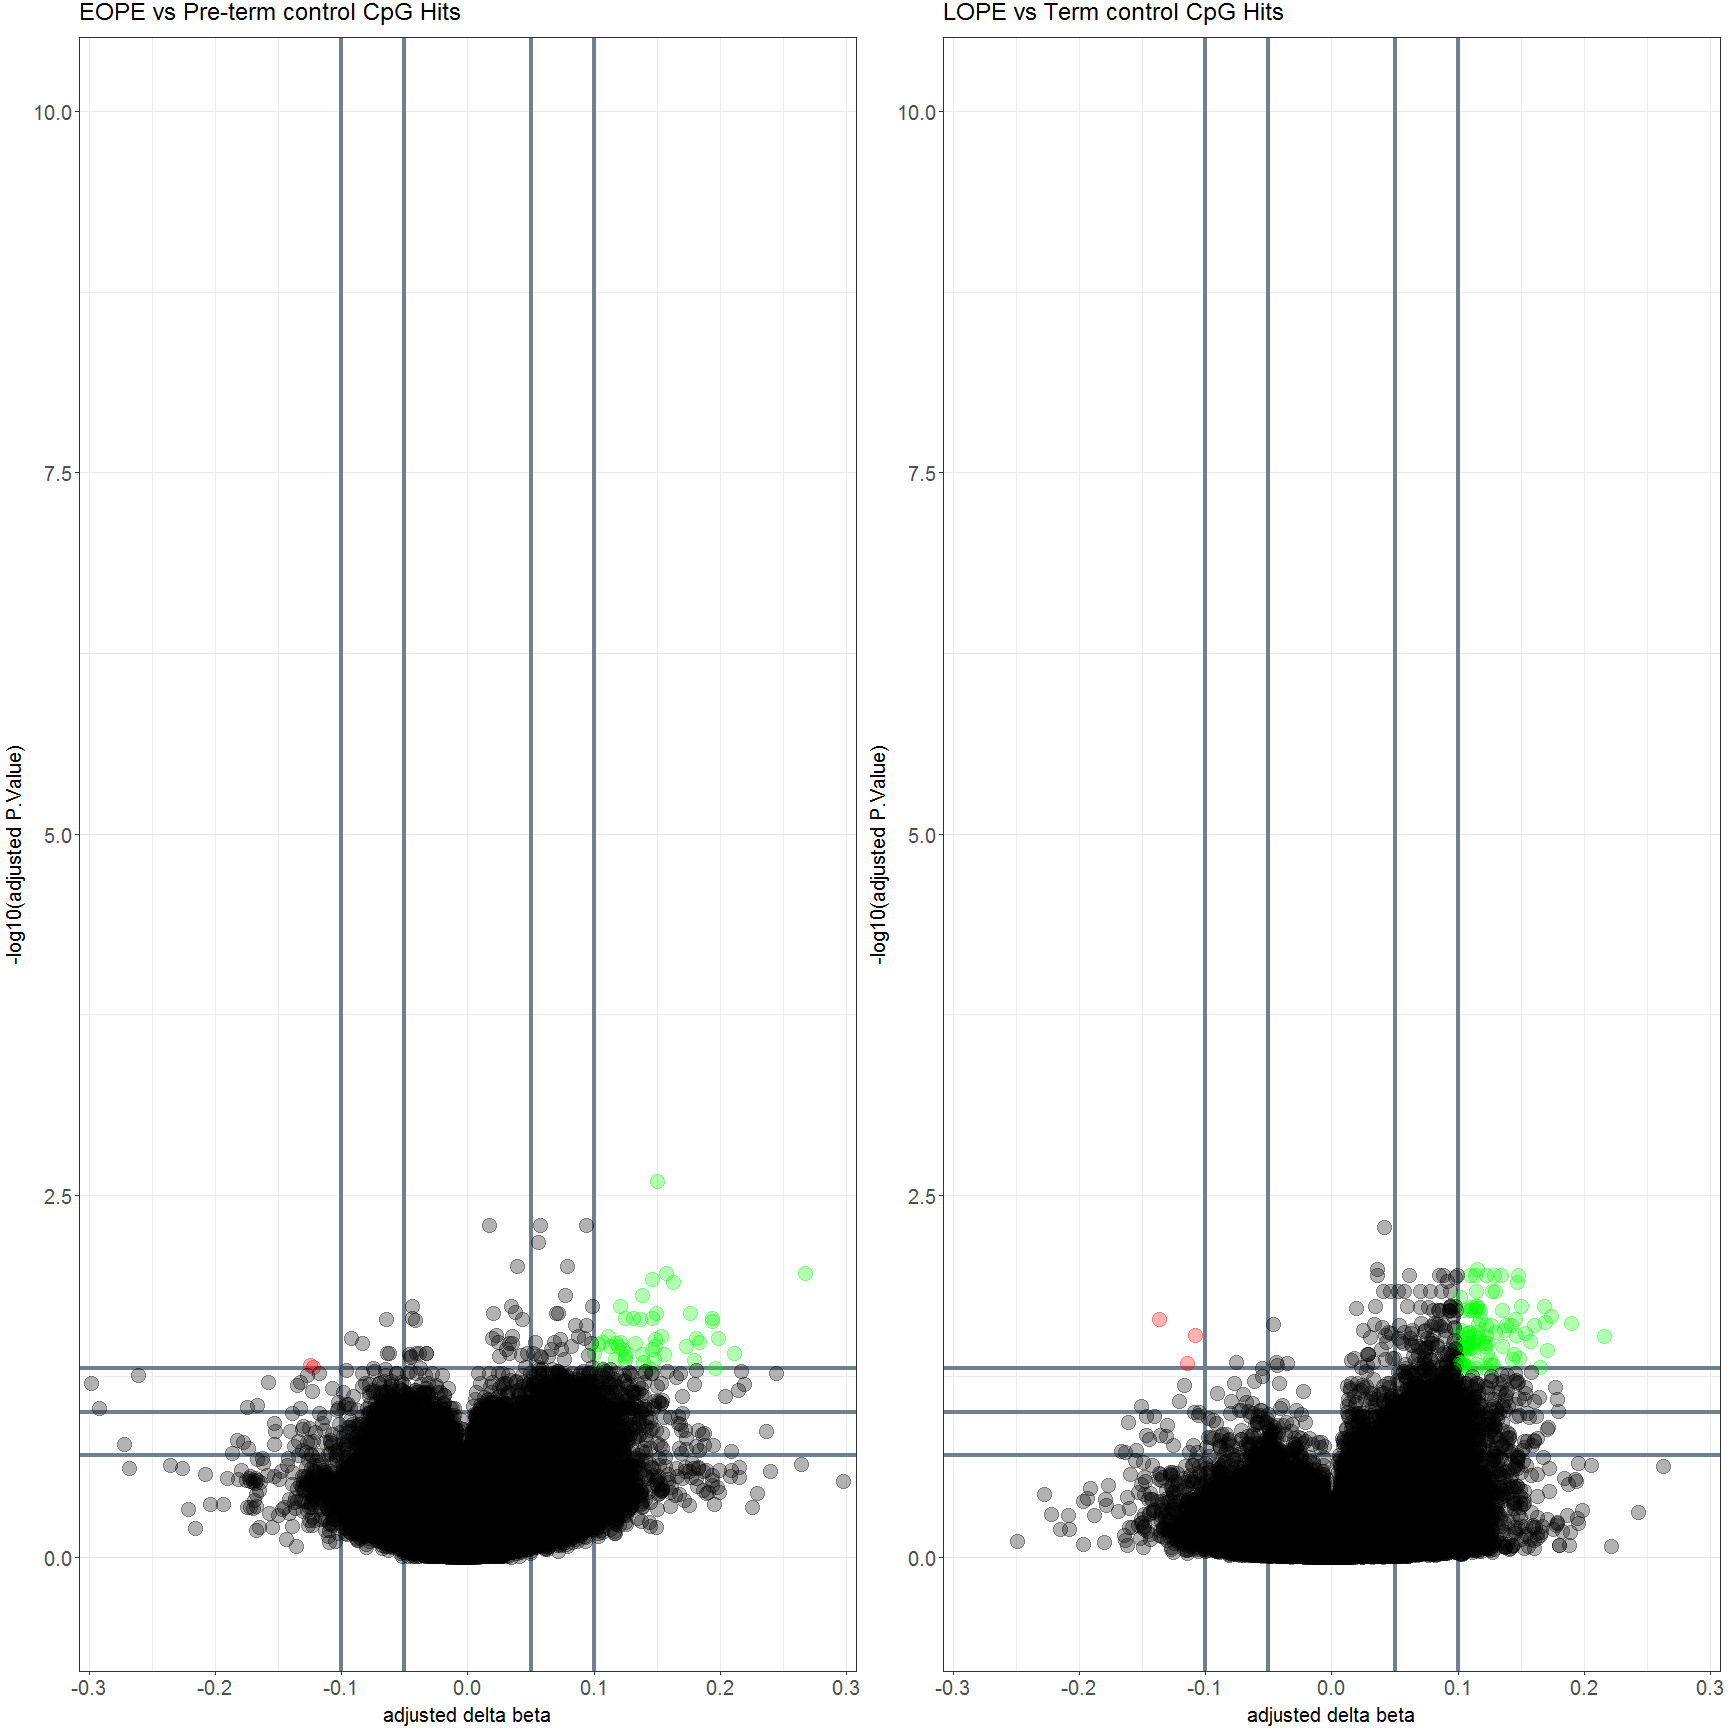 EOPE vs Pre-term control CpG Hits
-log10(adjusted P.Value)
10.0
7.5
5.0
2.5
0.0
-0.3 -0.2 -0.1 0.0 0.1 0.2 0.3
adjusted delta beta
LOPE vs Term control CpG Hits
-log10(adjusted P.Value)
10.0
7.5
5.0
2.5
0.0
-0.3 -0.2 -0.1 0.0 0.1 0.2 0.3
adjusted delta beta